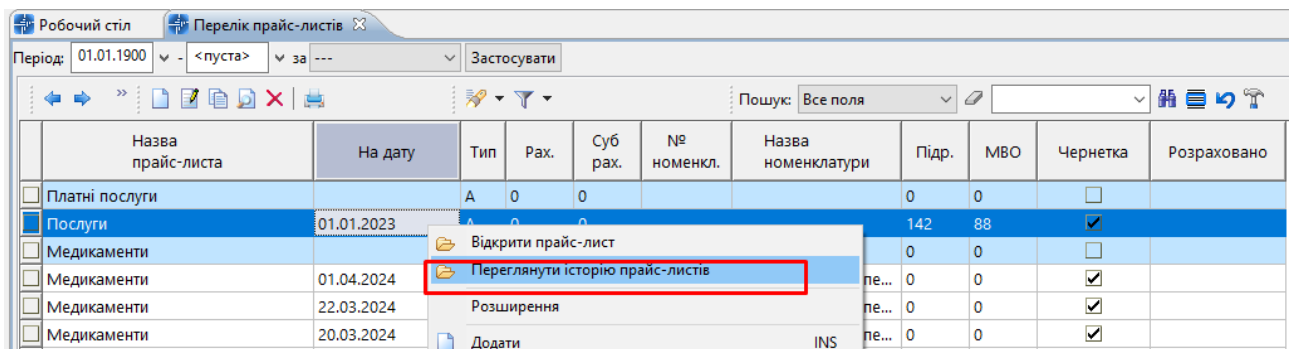 Робочий стіл Перелік прайс-листів
Період: 01.01.1900 - <пуста> за --- Застосувати
» Пошук: Все поля
Назва прайс-листа На дату Тип Рах. Суб рах. № номенкл. Назва номенклатури Підр. МВО Чернетка Розраховано
Платні послуги А 0 0 0 0
Послуги 01.01.2023 А 0 0 142 88
Відкрити прайс-лист
Медикаменти 0 0
Переглянути історію прайс-листів
Медикаменти 01.04.2024 пе... 0 0
Медикаменти 22.03.2024 Розширення пе... 0 0
Медикаменти 20.03.2024 Додати INS пе... 0 0